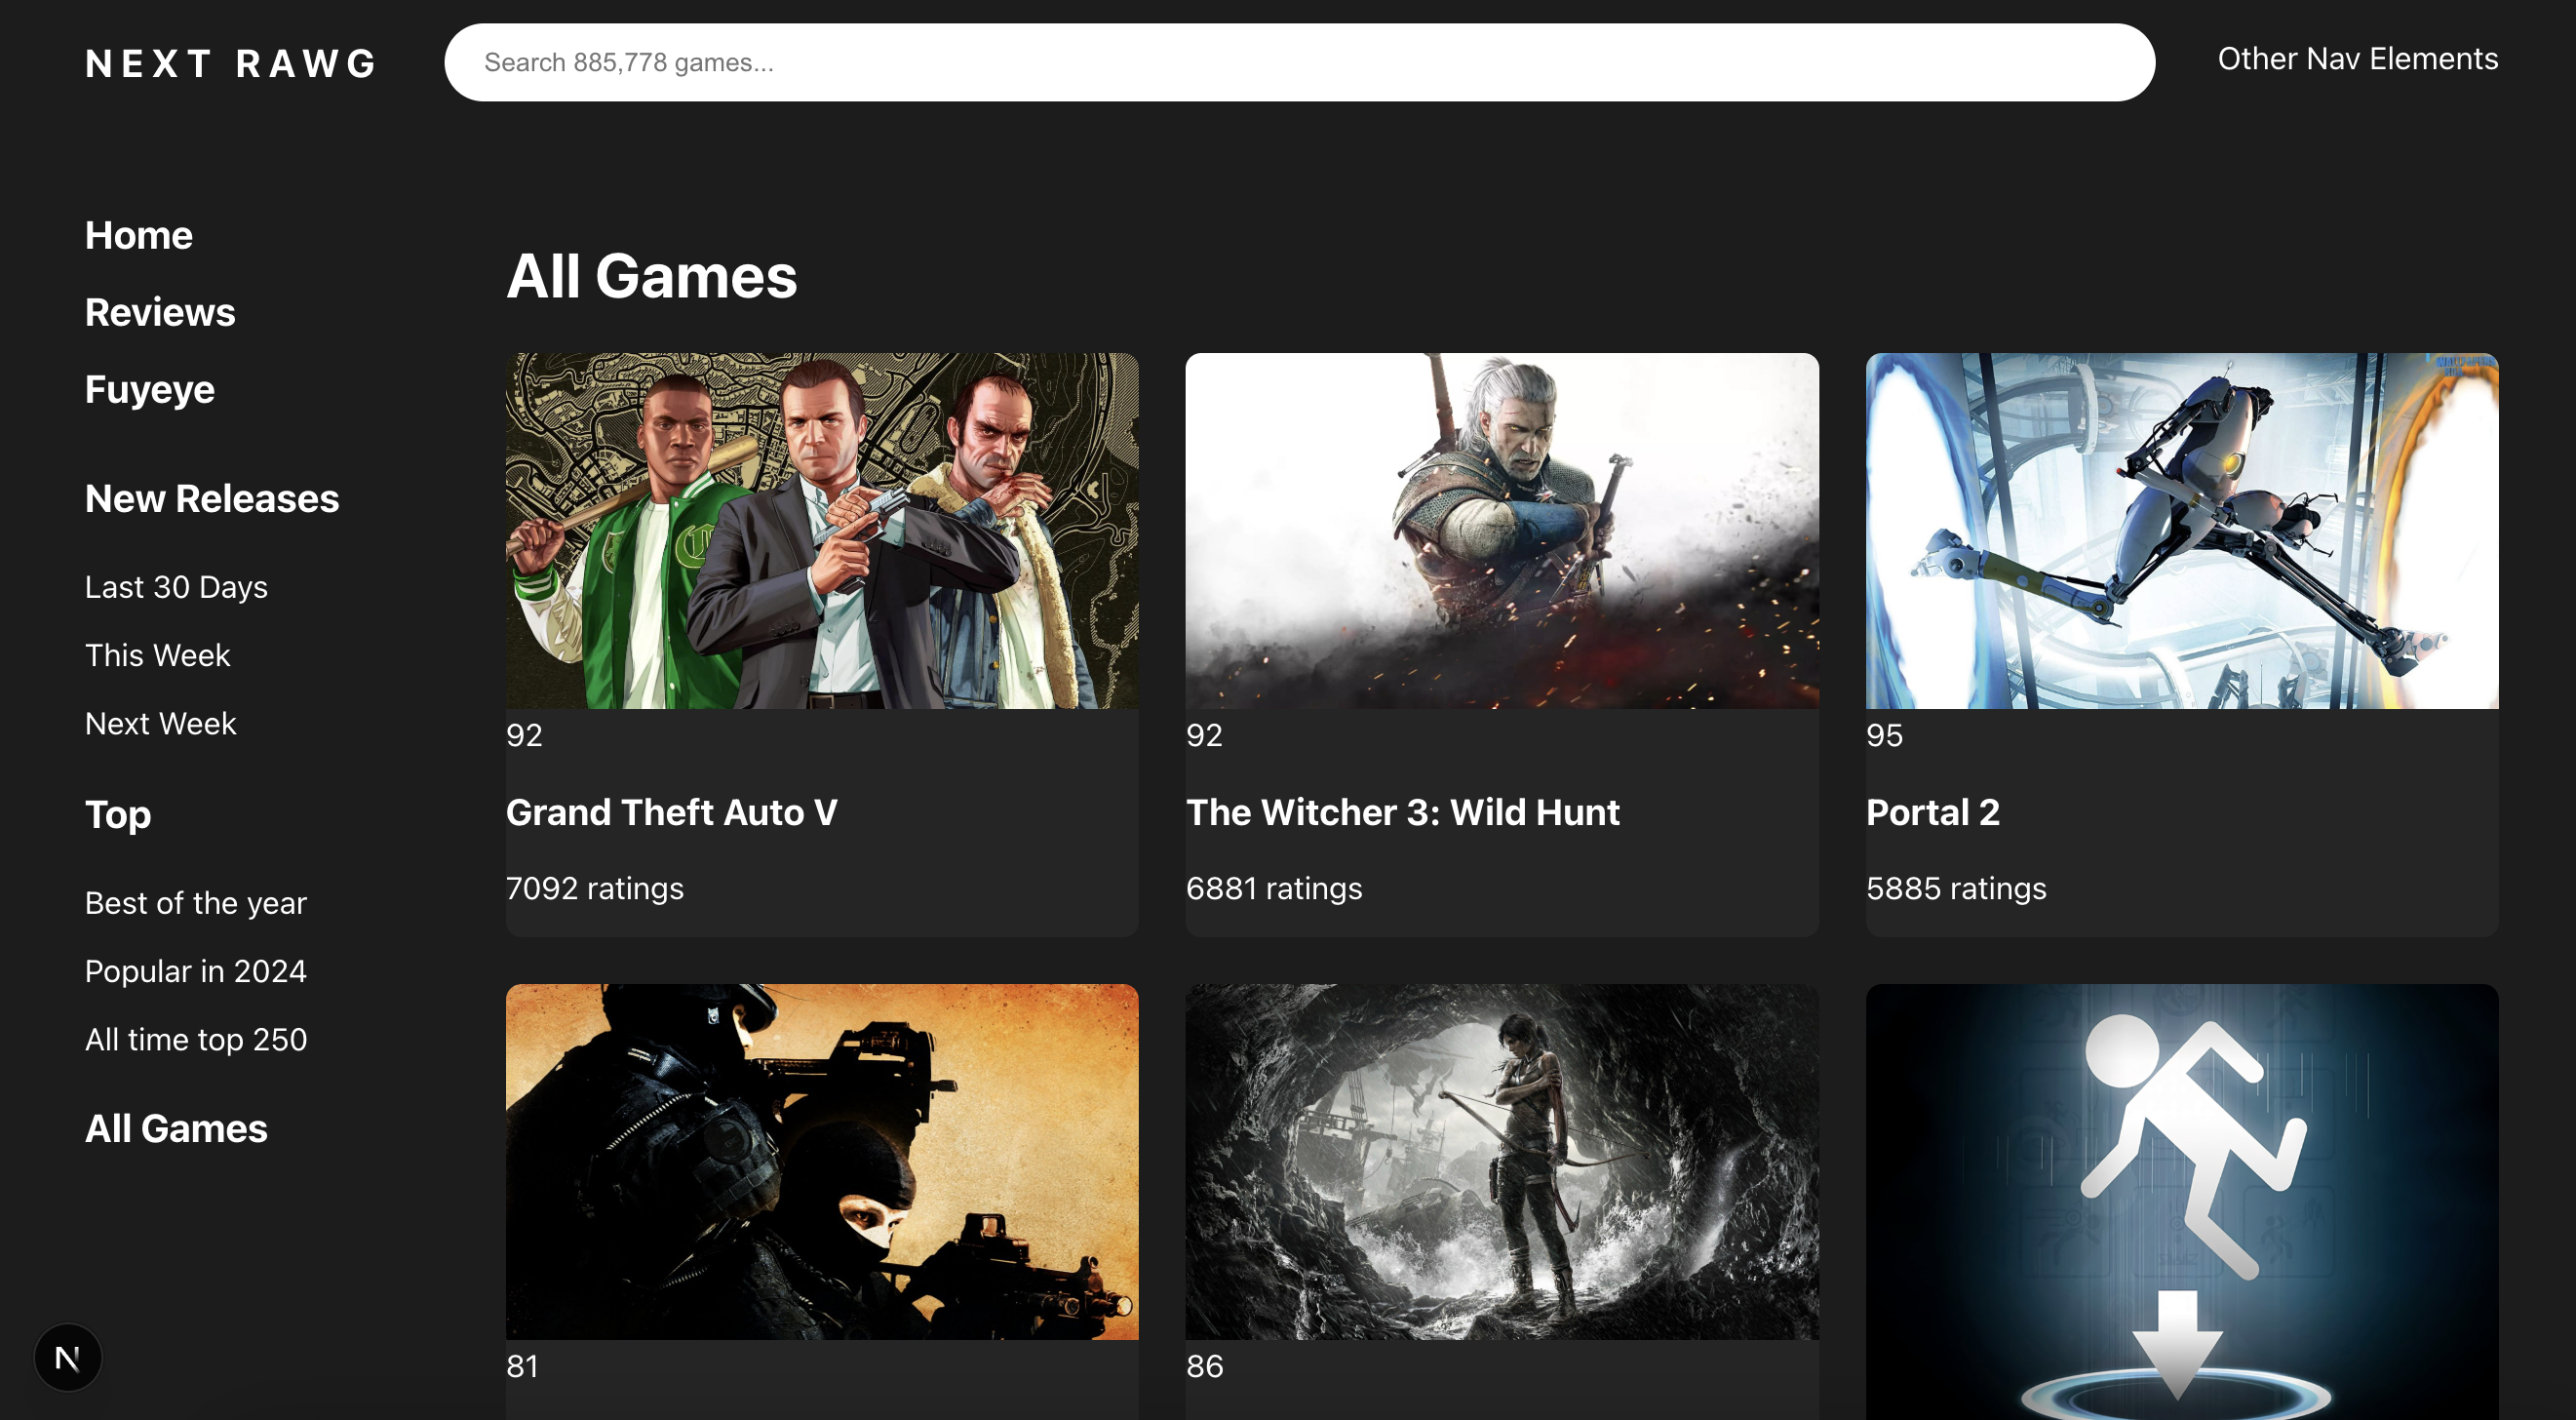 NEXT RAWG
Search 885,778 games...
Other Nav Elements
Home
Reviews
Fuyeye
New Releases
Last 30 Days
This Week
Next Week
Top
Best of the year
Popular in 2024
All time top 250
All Games
All Games
92
Grand Theft Auto V
7092 ratings
92
The Witcher 3: Wild Hunt
6881 ratings
95
Portal 2
5885 ratings
81
86
N